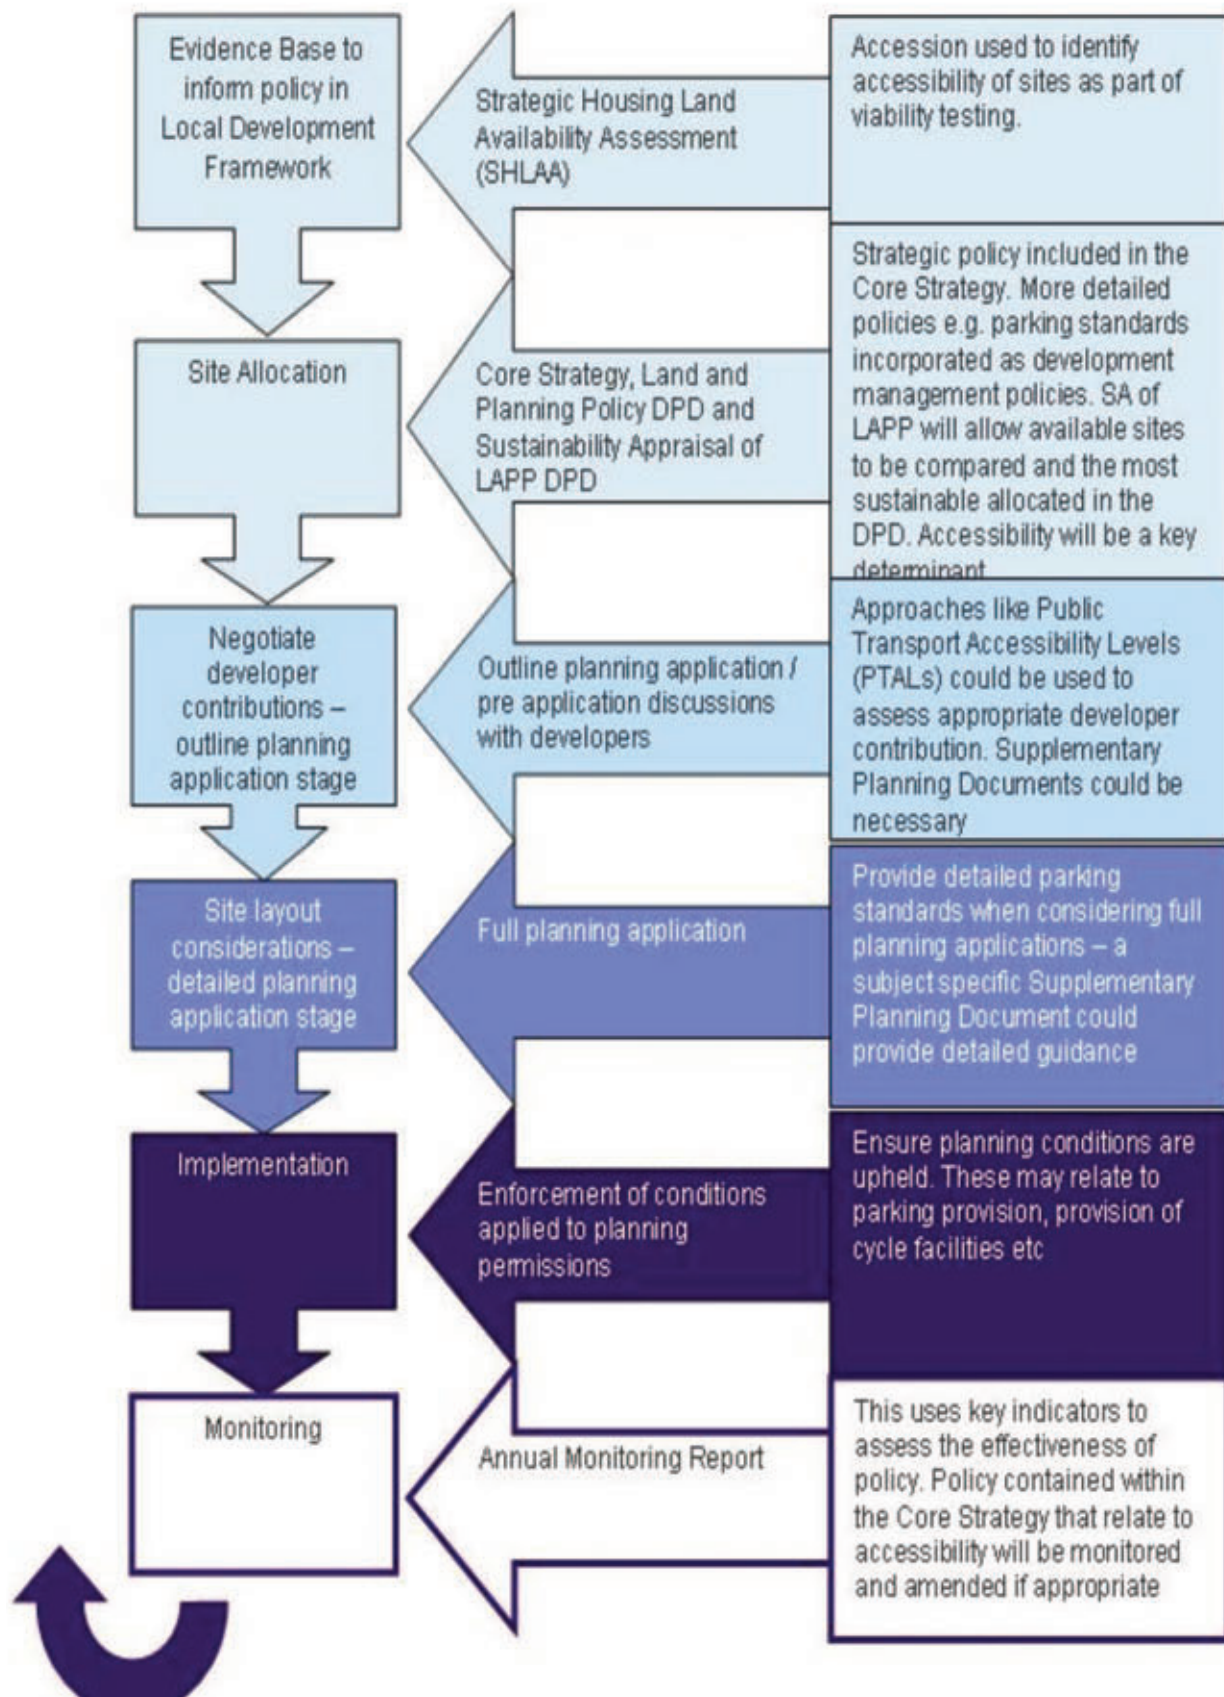 Evidence Base to
inform policy in
Local Development
Framework
Strategic Housing Land
Availability Assessment
(SHLAA)
Accession used to identify
accessibility of sites as part of
viability testing.
Site Allocation
Core Strategy, Land and
Planning Policy DPD and
Sustainability Appraisal of
LAPP DPD
Strategic policy included in the
Core Strategy. More detailed
policies e.g. parking standards
incorporated as development
management policies. SA of
LAPP will allow available sites
to be compared and the most
sustainable allocated in the
DPD. Accessibility will be a key
determinant
Negotiate
developer
contributions –
outline planning
application stage
Outline planning application /
pre application discussions
with developers
Approaches like Public
Transport Accessibility Levels
(PTALs) could be used to
assess appropriate developer
contribution. Supplementary
Planning Documents could be
necessary
Site layout
considerations –
detailed planning
application stage
Full planning application
Provide detailed parking
standards when considering full
planning applications – a
subject specific Supplementary
Planning Document could
provide detailed guidance
Implementation
Enforcement of conditions
applied to planning
permissions
Ensure planning conditions are
upheld. These may relate to
parking provision, provision of
cycle facilities etc
Monitoring
Annual Monitoring Report
This uses key indicators to
assess the effectiveness of
policy. Policy contained within
the Core Strategy that relate to
accessibility will be monitored
and amended if appropriate